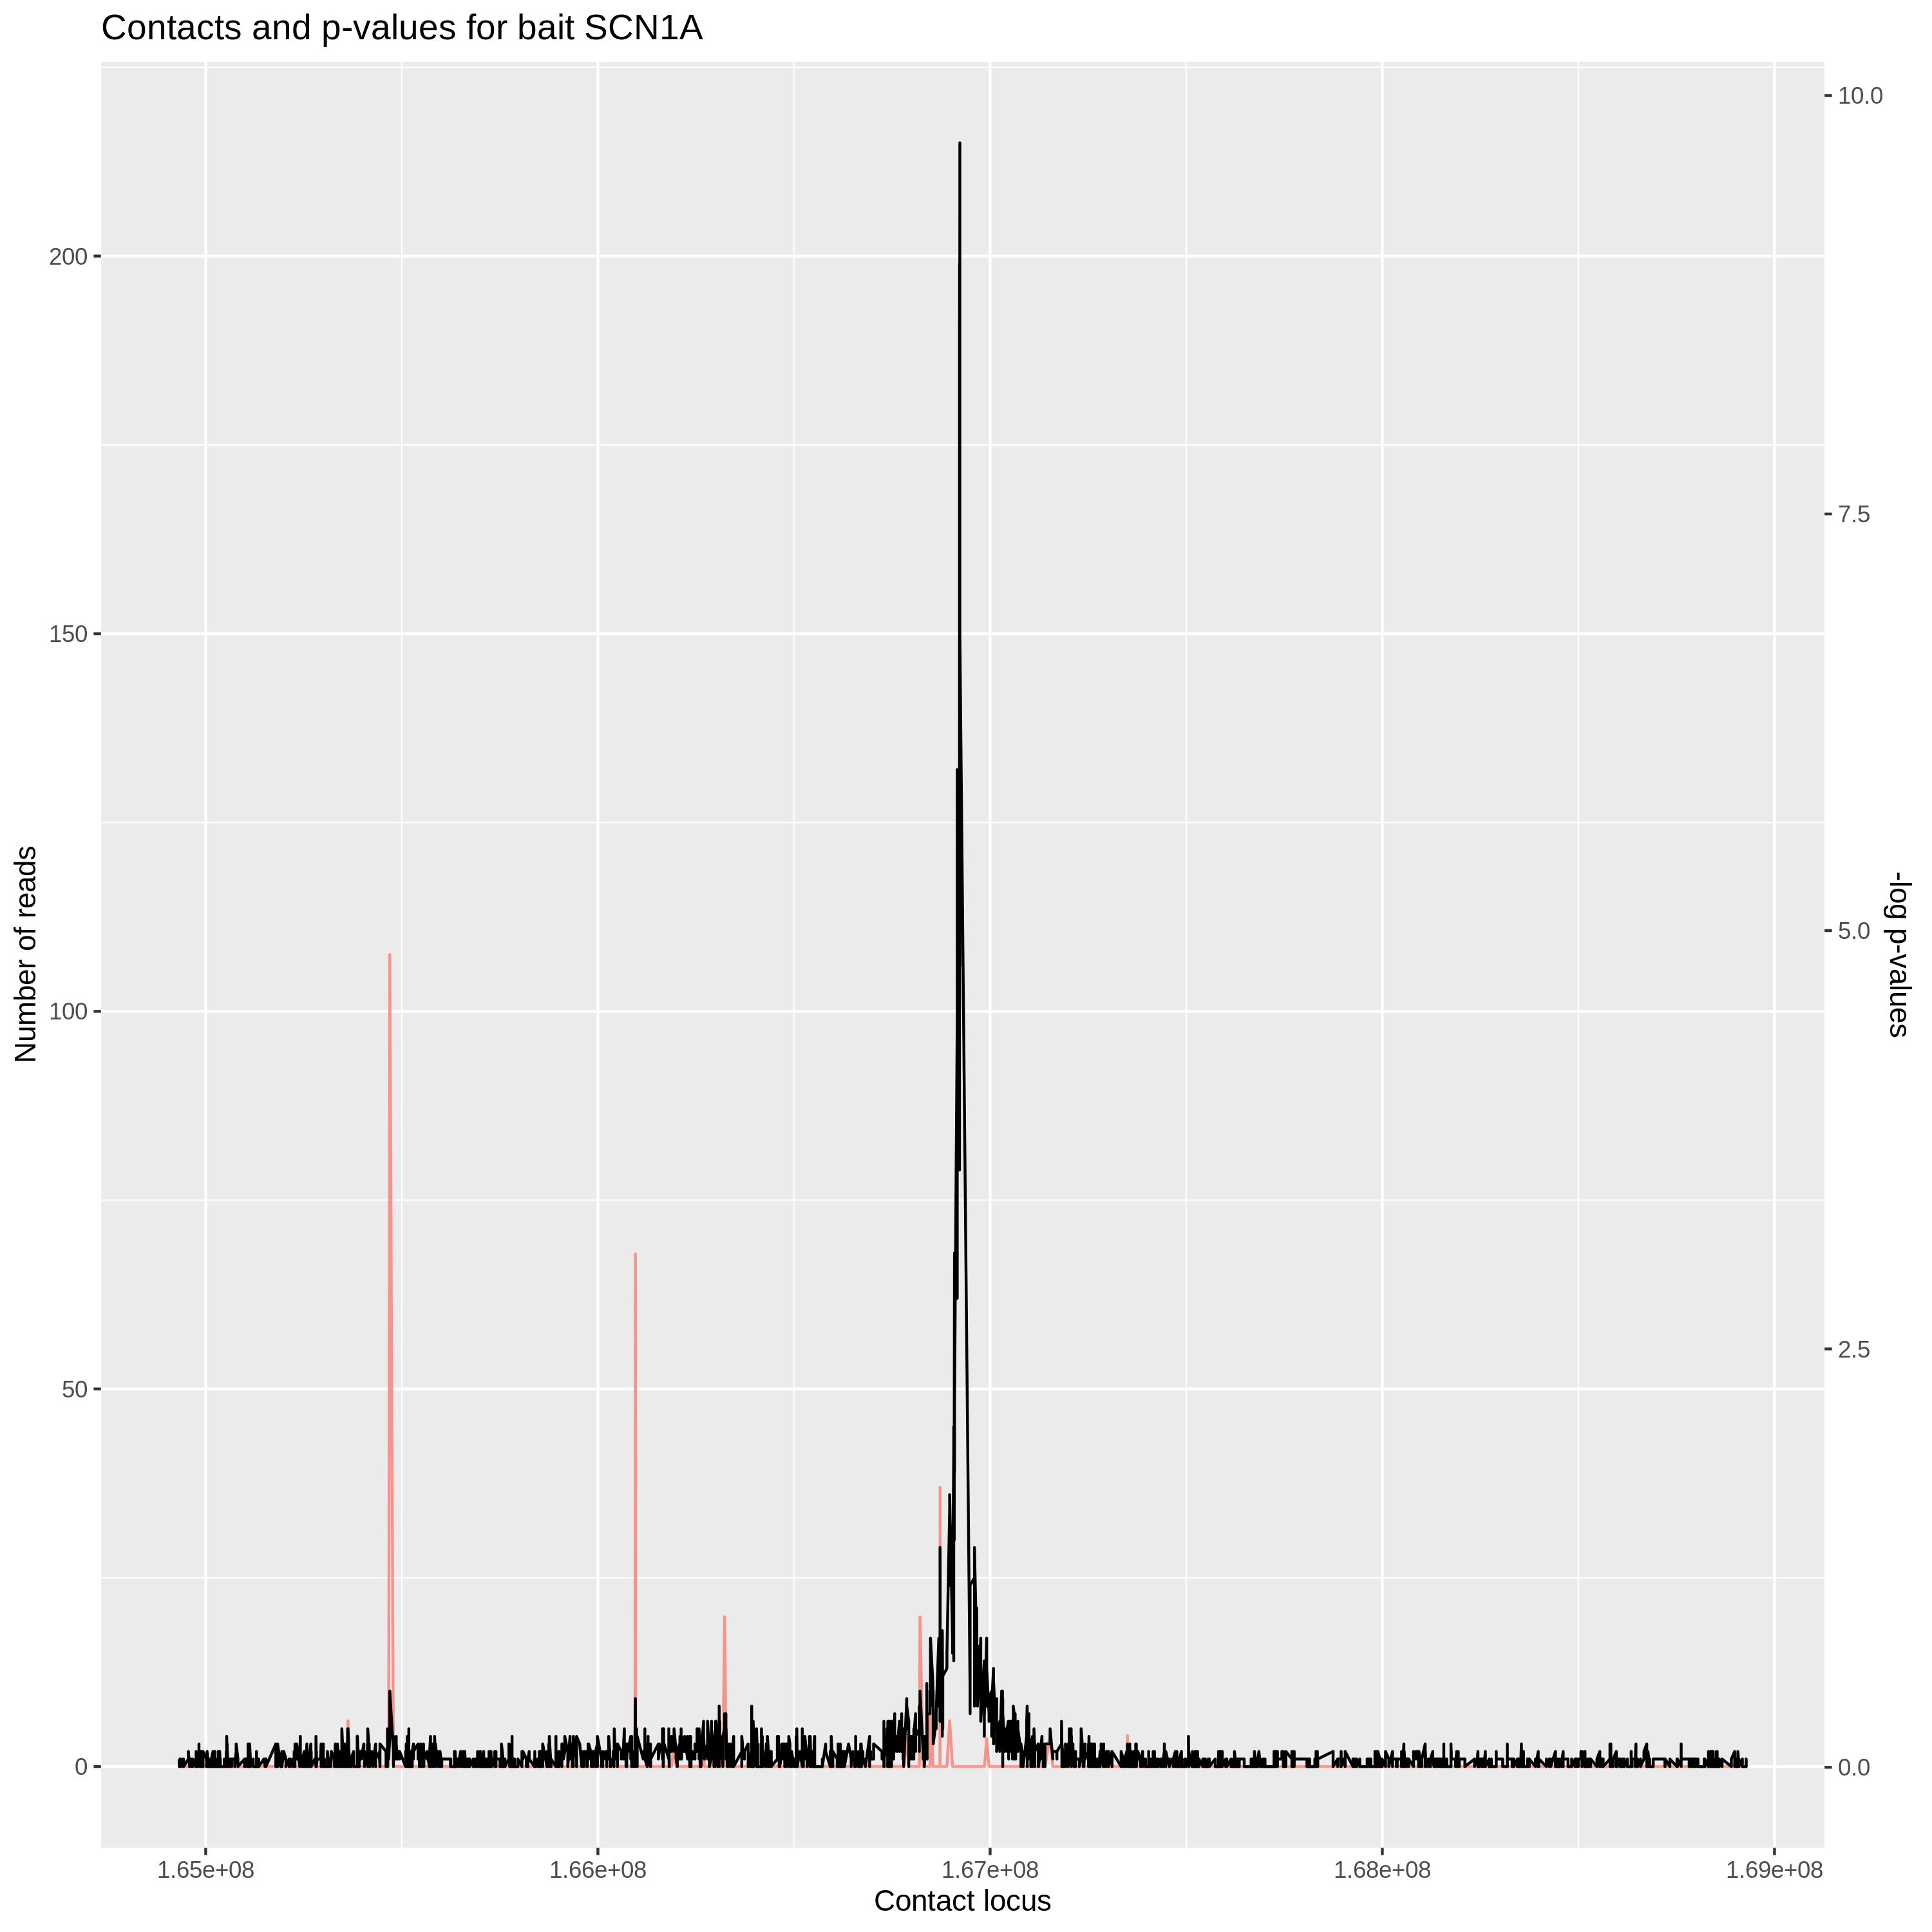 Contacts and p-values for bait SCN1A
Number of reads
200
150
100
50
0
10.0
7.5
5.0
2.5
0.0
-log p-values
1.65e+08
1.66e+08
1.67e+08
1.68e+08
1.69e+08
Contact locus